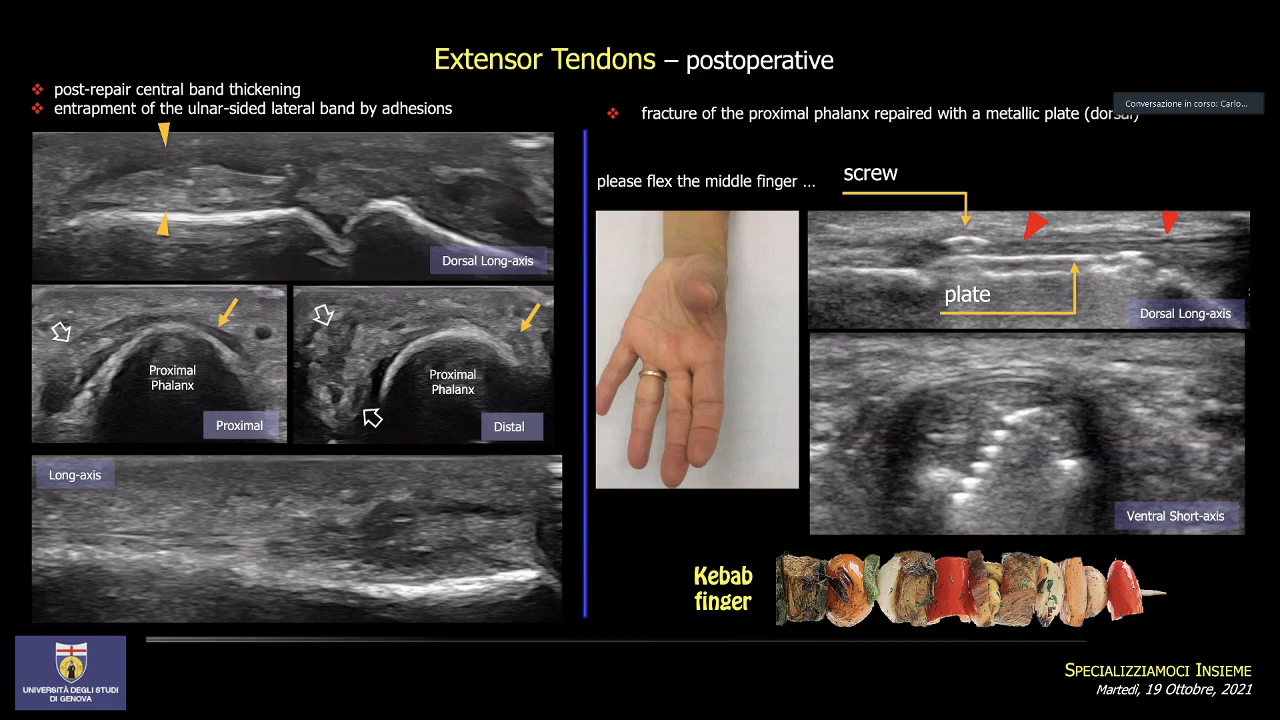 Extensor Tendons – postoperative
❖ post-repair central band thickening
❖ entrapment of the ulnar-sided lateral band by adhesions
Dorsal Long-axis
Proximal
Phalanx
Proximal
Proximal
Phalanx
Distal
Long-axis
❖ fracture of the proximal phalanx repaired with a metallic plate (dorsal)
Conversazione in corso: Carlo...
please flex the middle finger ...
screw
plate
Dorsal Long-axis
Ventral Short-axis
Kebab
finger
UNIVERSITÀ DEGLI STUDI
DI GENOVA
SPECIALIZZIAMOCI INSIEME
Martedì, 19 Ottobre, 2021